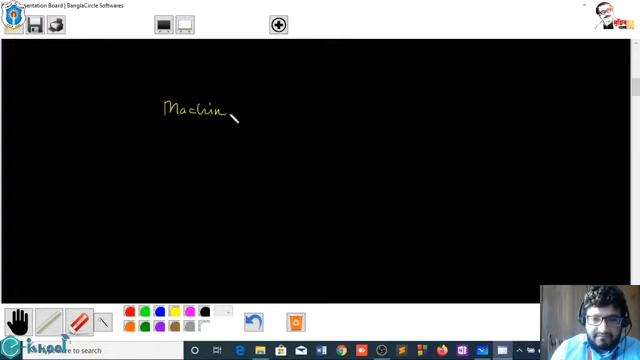 Presentation Board | BanglaCircle Softwares
Machin
e-iskool
Type here to search